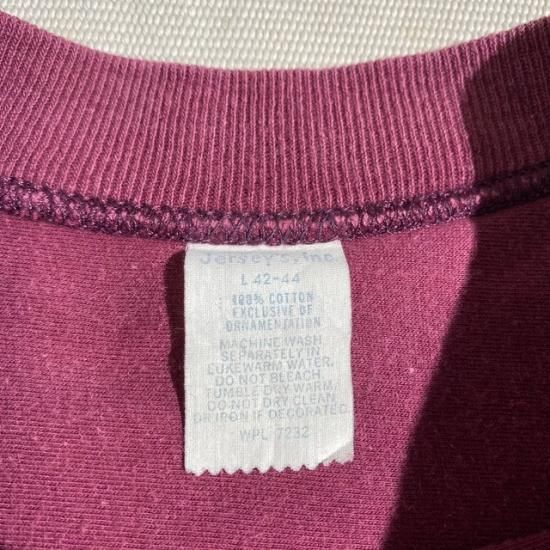 Jersey's, Inc.
L 42-44
100% COTTON
EXCLUSIVE OF
ORNAMENTATION
MACHINE WASH
SEPARATELY IN
LUKEWARM WATER.
DO NOT BLEACH.
TUMBLE DRY WARM.
DO NOT DRY CLEAN
OR IRON IF DECORATED.
WPL 7232